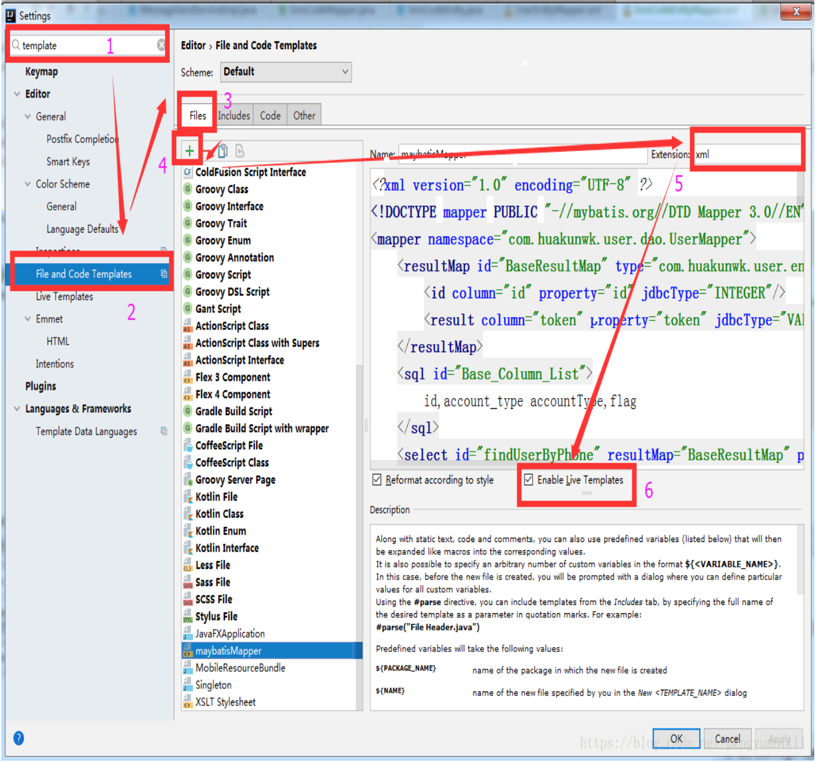 Settings
template
1
Keymap
Editor
General
Postfix Completion
Smart Keys
Color Scheme
General
Language Defaults
Inspections
File and Code Templates
2
Live Templates
Emmet
HTML
Intentions
Plugins
Languages & Frameworks
Template Data Languages
Editor › File and Code Templates
Scheme: Default
Files Includes Code Other
3
4
ColdFusion Script Interface
Groovy Class
Groovy Interface
Groovy Trait
Groovy Enum
Groovy Annotation
Groovy Script
Groovy DSL Script
Gant Script
ActionScript Class
ActionScript Class with Supers
ActionScript Interface
Flex 3 Component
Flex 4 Component
Gradle Build Script
Gradle Build Script with wrapper
CoffeeScript File
CoffeeScript Class
Groovy Server Page
Kotlin File
Kotlin Class
Kotlin Enum
Kotlin Interface
Less File
Sass File
SCSS File
Stylus File
JavaFXApplication
maybatisMapper
MobileResourceBundle
Singleton
XSLT Stylesheet
Name: maybatisMapper Extension: xml
5
<?xml version="1.0" encoding="UTF-8" ?>
<!DOCTYPE mapper PUBLIC "-//mybatis.org//DTD Mapper 3.0//EN"
<mapper namespace="com.huakunwk.user.dao.UserMapper">
<resultMap id="BaseResultMap" type="com.huakunwk.user.en
<id column="id" property="id" jdbcType="INTEGER"/>
<result column="token" property="token" jdbcType="VA
</resultMap>
<sql id="Base_Column_List">
id,account_type accountType,flag
</sql>
<select id="findUserByPhone" resultMap="BaseResultMap" p
Reformat according to style Enable Live Templates
6
Description
Along with static text, code and comments, you can also use predefined variables (listed below) that will then
be expanded like macros into the corresponding values.
It is also possible to specify an arbitrary number of custom variables in the format ${<VARIABLE_NAME>}.
In this case, before the new file is created, you will be prompted with a dialog where you can define particular
values for all custom variables.
Using the #parse directive, you can include templates from the Includes tab, by specifying the full name of
the desired template as a parameter in quotation marks. For example:
#parse("File Header.java")
Predefined variables will take the following values:
${PACKAGE_NAME} name of the package in which the new file is created
${NAME} name of the new file specified by you in the New <TEMPLATE_NAME> dialog
OK Cancel Apply